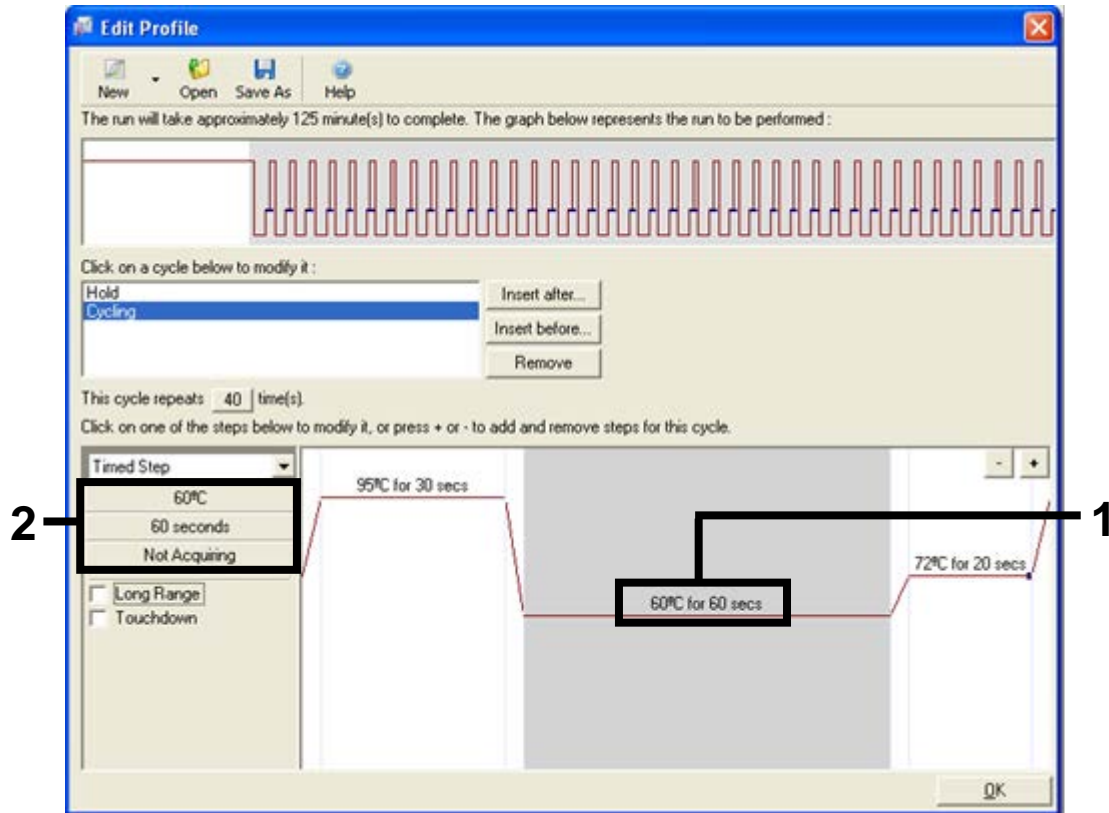 Edit Profile
New Open Save As Help
The run will take approximately 125 minute(s) to complete. The graph below represents the run to be performed :
Click on a cycle below to modify it :
Hold
Cycling
Insert after...
Insert before...
Remove
This cycle repeats 40 time(s).
Click on one of the steps below to modify it, or press + or - to add and remove steps for this cycle.
Timed Step
- +
60ºC
60 seconds
Not Acquiring
2
Long Range
Touchdown
95ºC for 30 secs
60ºC for 60 secs
1
72ºC for 20 secs
OK